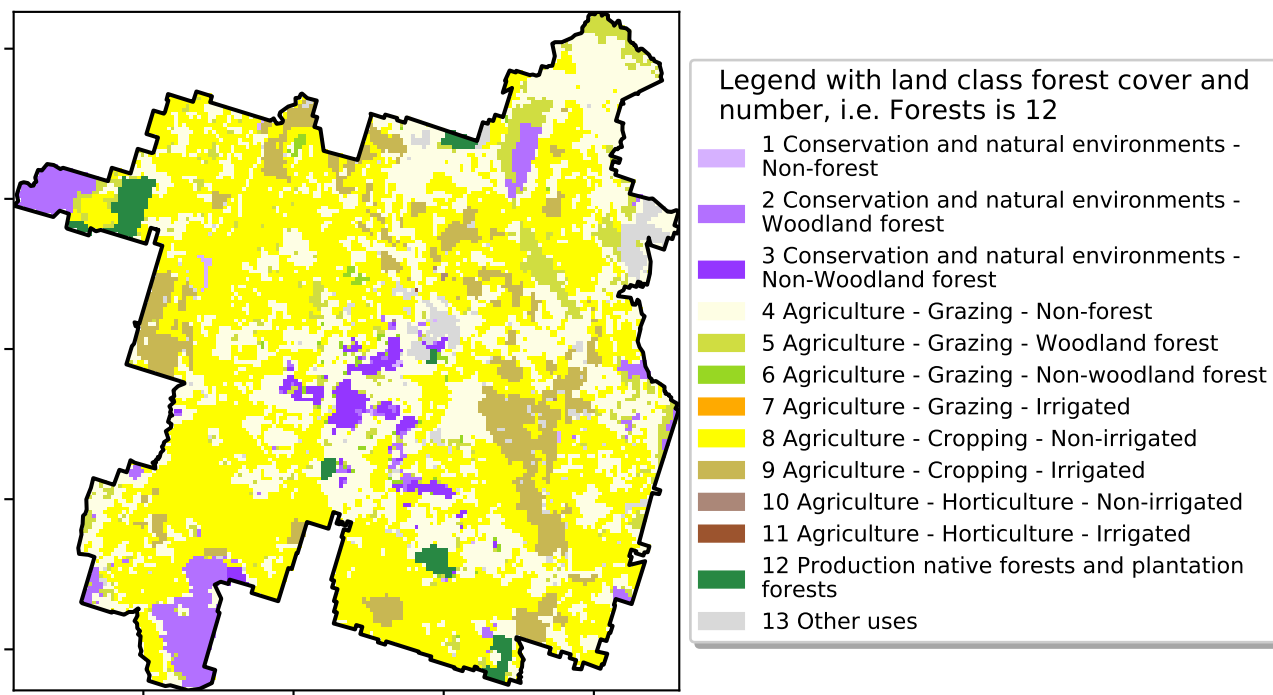 Legend with land class forest cover and
number, i.e. Forests is 12
1 Conservation and natural environments -
Non-forest
2 Conservation and natural environments -
Woodland forest
3 Conservation and natural environments -
Non-Woodland forest
4 Agriculture - Grazing - Non-forest
5 Agriculture - Grazing - Woodland forest
6 Agriculture - Grazing - Non-woodland forest
7 Agriculture - Grazing - Irrigated
8 Agriculture - Cropping - Non-irrigated
9 Agriculture - Cropping - Irrigated
10 Agriculture - Horticulture - Non-irrigated
11 Agriculture - Horticulture - Irrigated
12 Production native forests and plantation
forests
13 Other uses